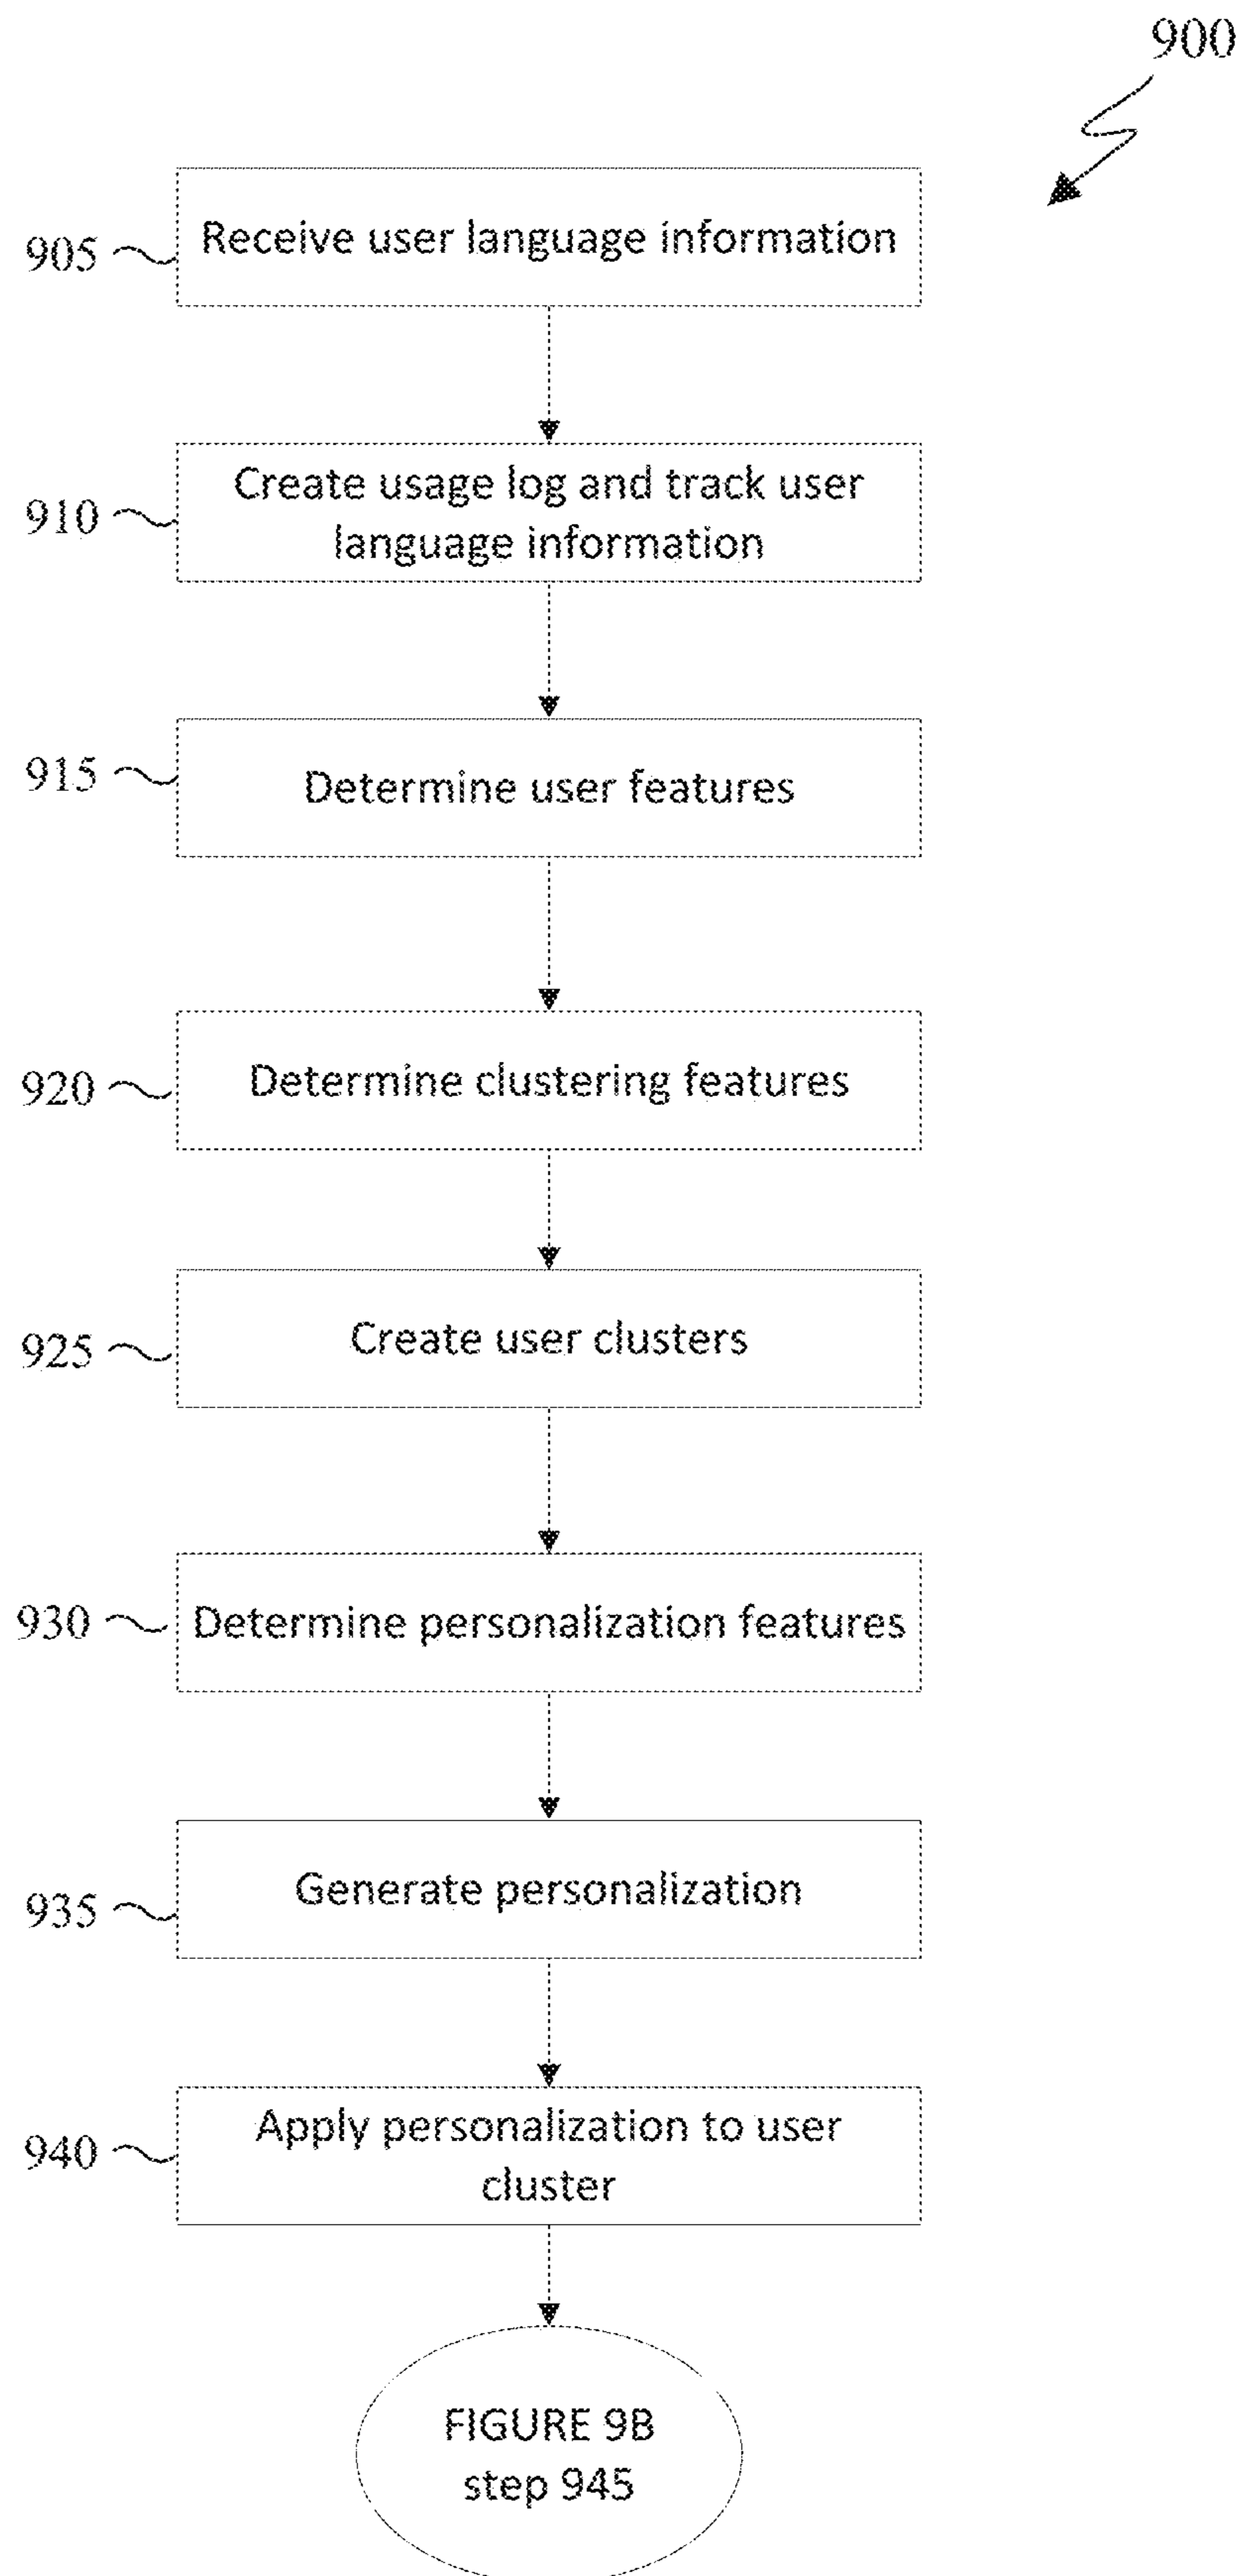 900
905
Receive user language information
910
Create usage log and track user
language information
915
Determine user features
920
Determine clustering features
925
Create user clusters
930
Determine personalization features
935
Generate personalization
940
Apply personalization to user
cluster
FIGURE 9B
step 945